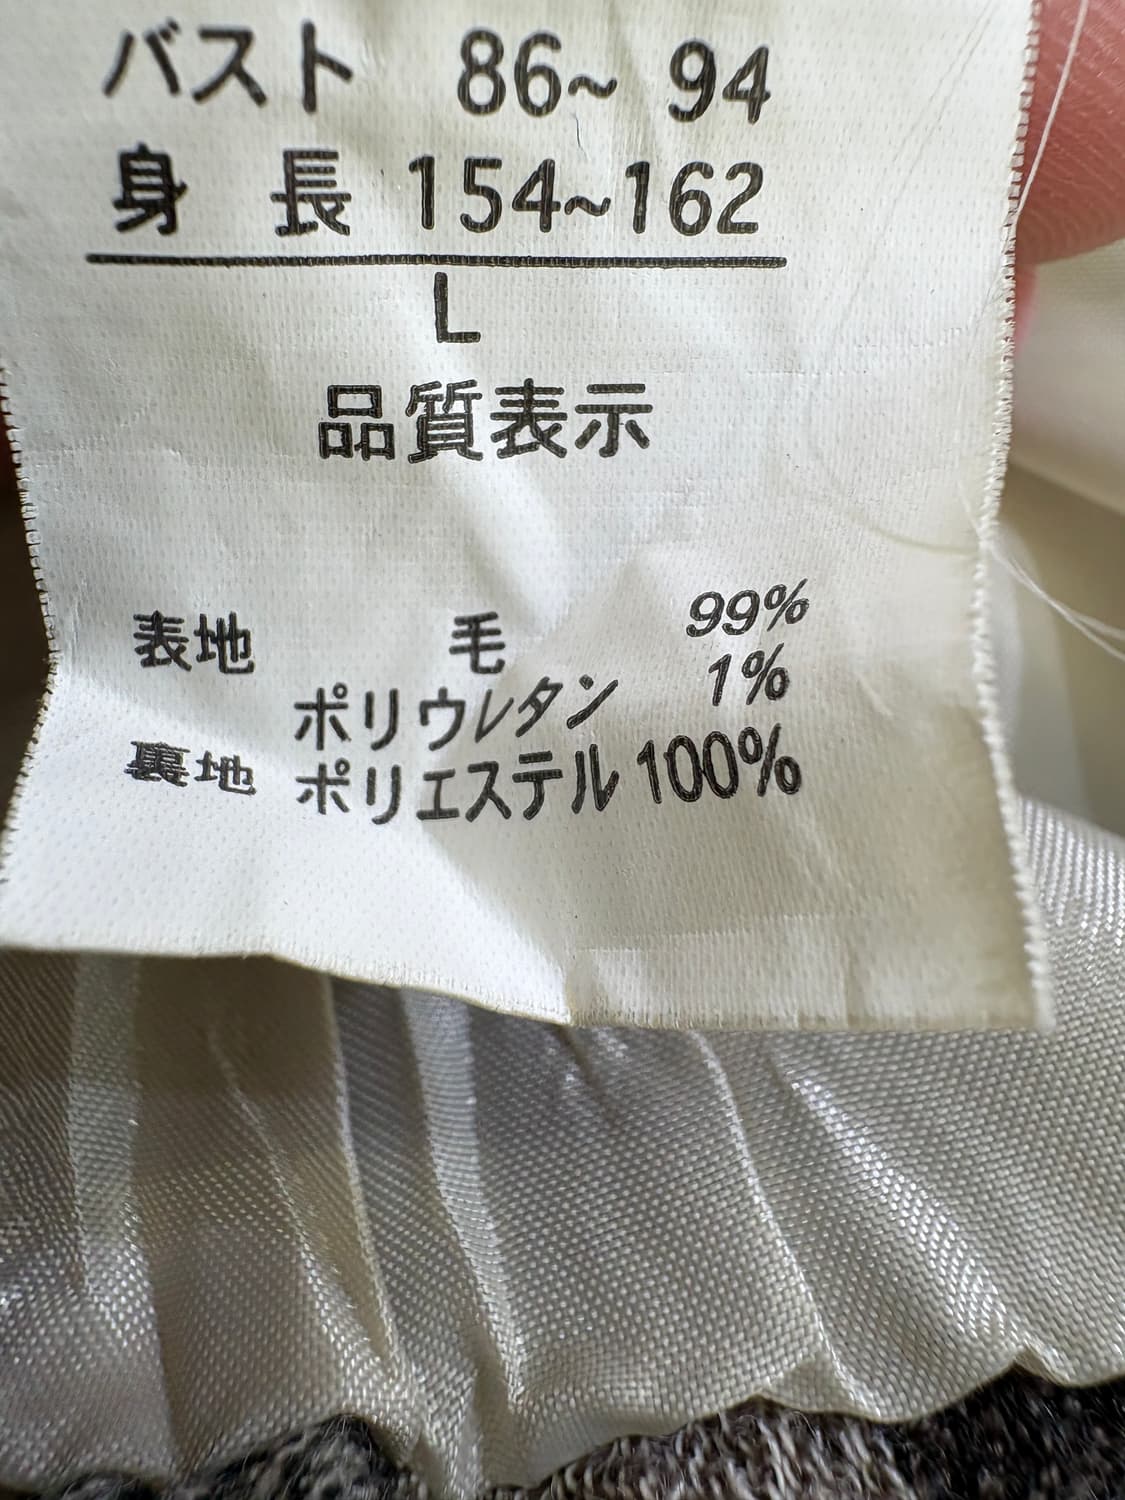 バスト 86~ 94
身 長 154~162
L
品質表示
表地 毛 99%
ポリウレタン 1%
裏地 ポリエステル 100%